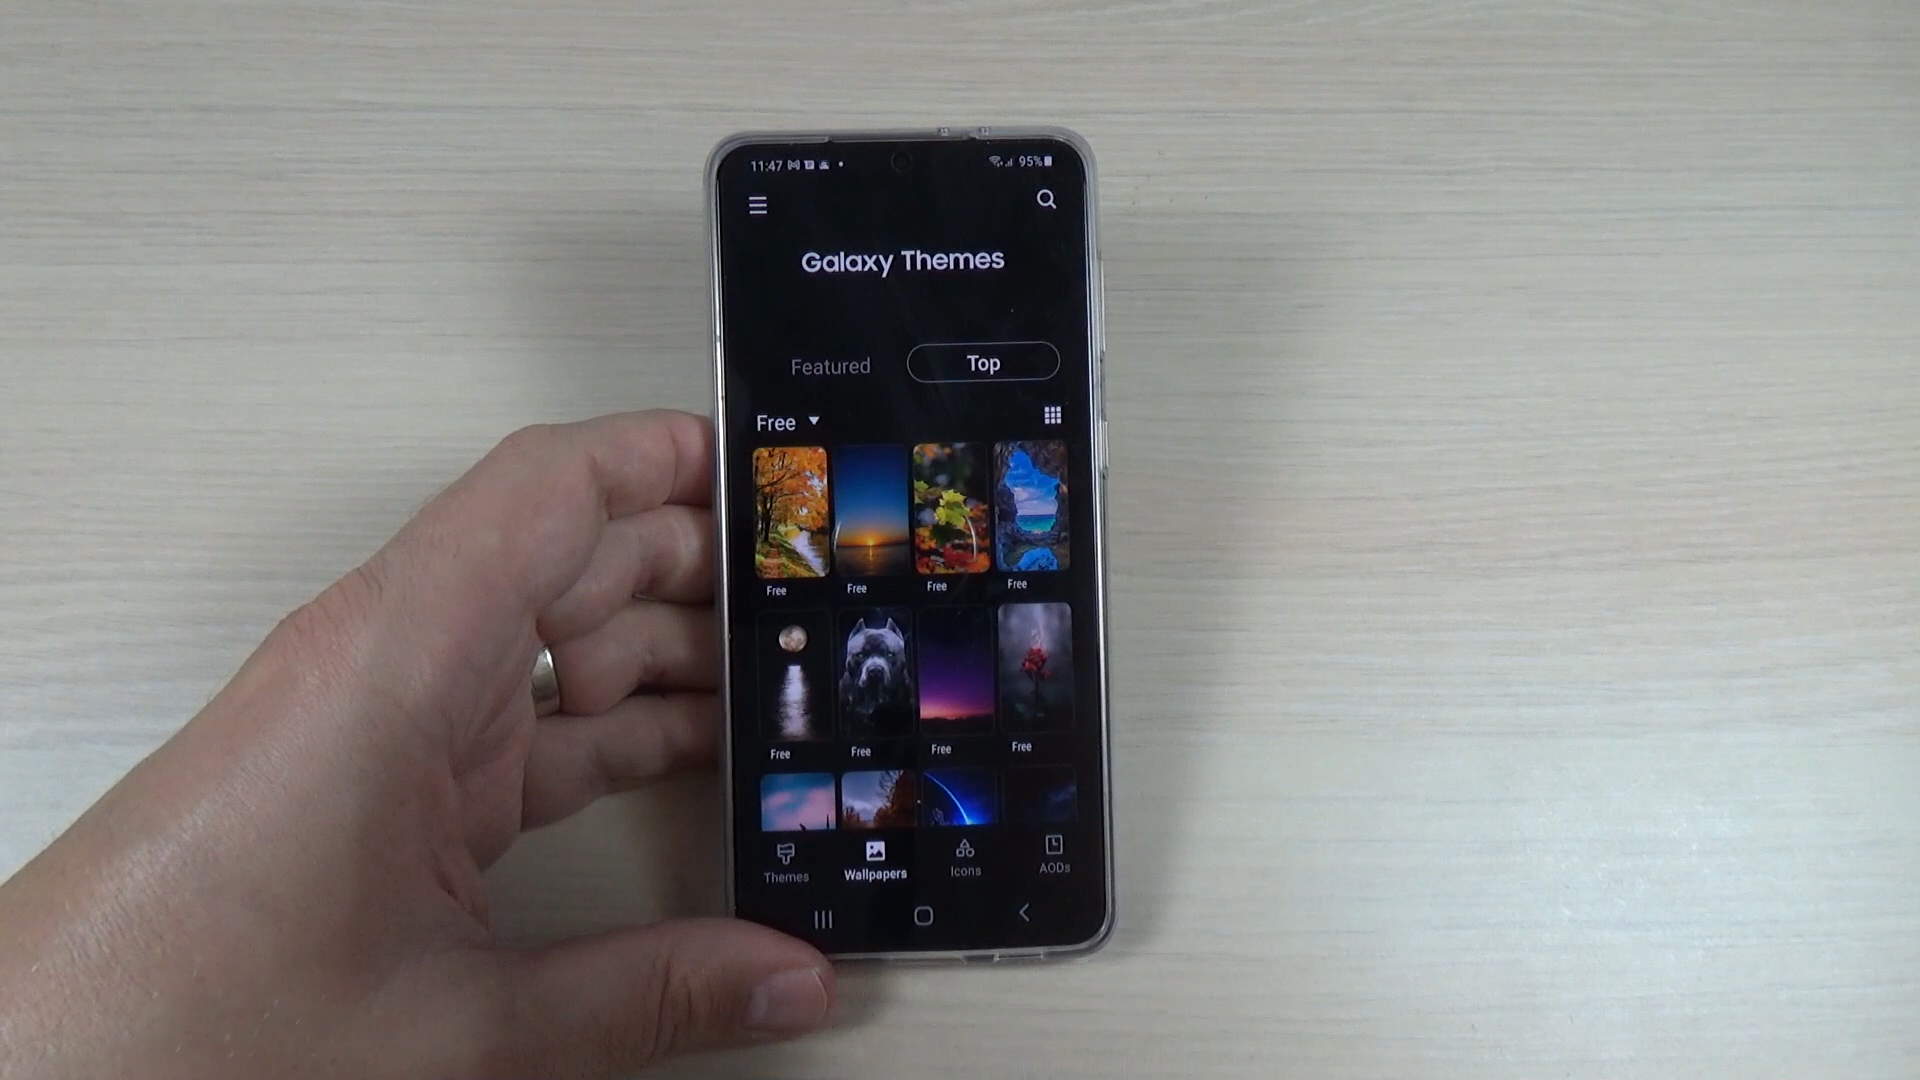 11:47 95%
Galaxy Themes
Featured Top
Free
Free Free Free Free
Free Free Free Free
Themes Wallpapers Icons AODs